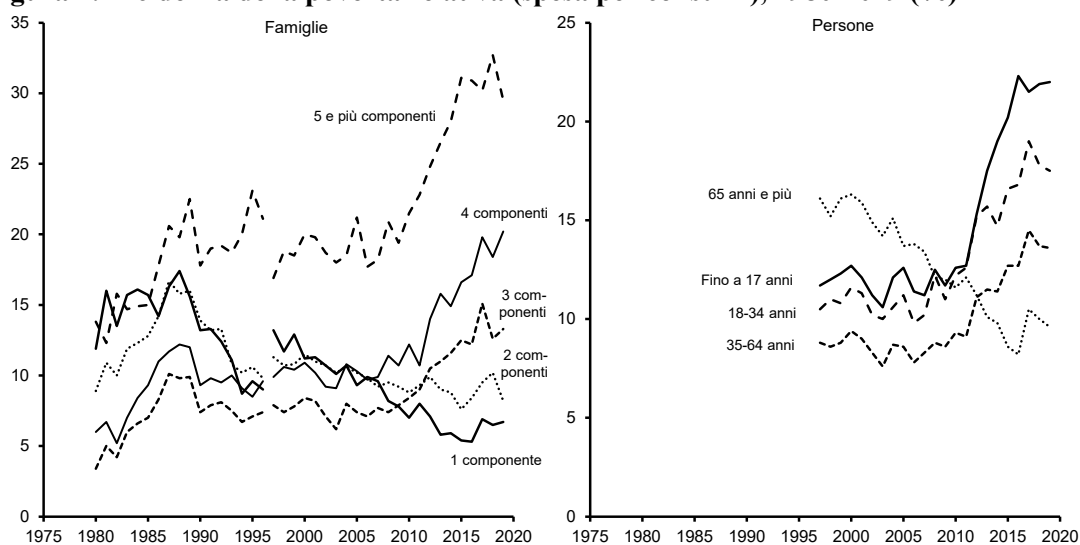 Famiglie
35
30
25
20
15
10
5
0
1975 1980 1985 1990 1995 2000 2005 2010 2015 2020
5 e più componenti
4 componenti
3 com-
ponenti
2 com-
ponenti
1 componente
Persone
25
20
15
10
5
0
1975 1980 1985 1990 1995 2000 2005 2010 2015 2020
65 anni e più
Fino a 17 anni
18-34 anni
35-64 anni